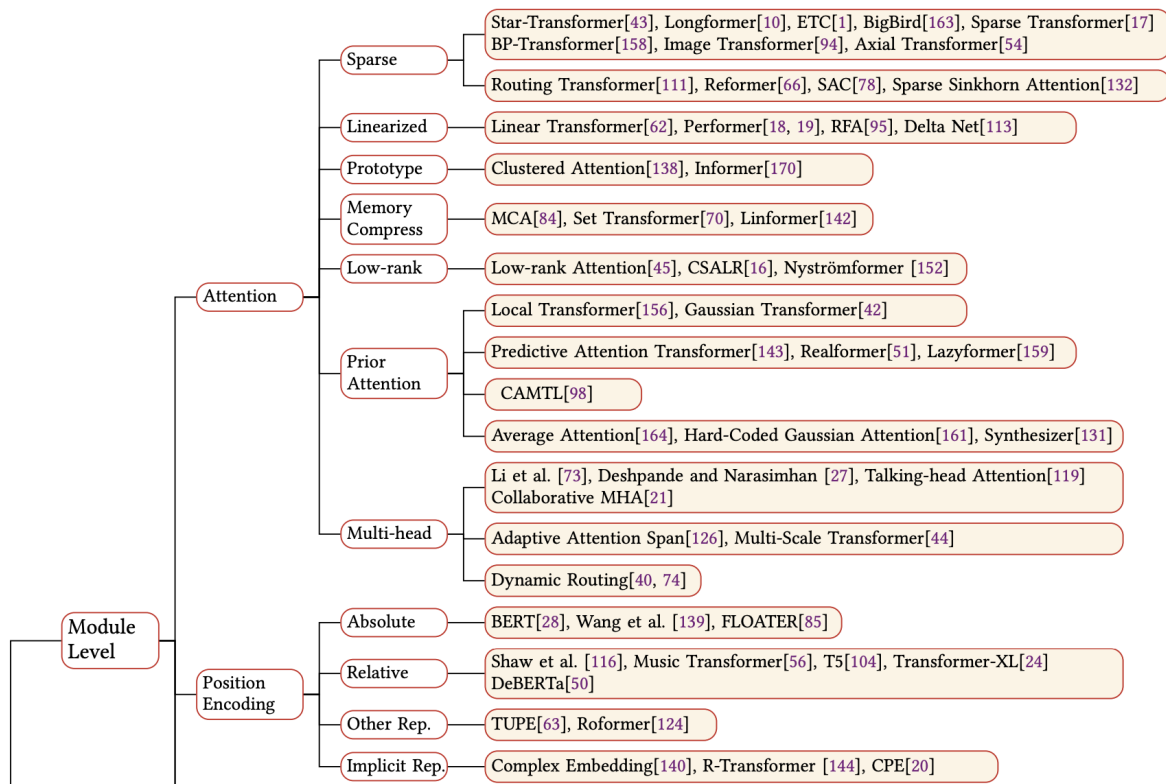 Star-Transformer[43], Longformer[10], ETC[1], BigBird[163], Sparse Transformer[17]
BP-Transformer[158], Image Transformer[94], Axial Transformer[54]
Sparse
Routing Transformer[111], Reformer[66], SAC[78], Sparse Sinkhorn Attention[132]
Linearized
Linear Transformer[62], Performer[18, 19], RFA[95], Delta Net[113]
Prototype
Clustered Attention[138], Informer[170]
Memory
Compress
MCA[84], Set Transformer[70], Linformer[142]
Low-rank
Low-rank Attention[45], CSALR[16], Nyströmformer [152]
Attention
Local Transformer[156], Gaussian Transformer[42]
Predictive Attention Transformer[143], Realformer[51], Lazyformer[159]
Prior
Attention
CAMTL[98]
Average Attention[164], Hard-Coded Gaussian Attention[161], Synthesizer[131]
Li et al. [73], Deshpande and Narasimhan [27], Talking-head Attention[119]
Collaborative MHA[21]
Multi-head
Adaptive Attention Span[126], Multi-Scale Transformer[44]
Dynamic Routing[40, 74]
Module
Level
Absolute
BERT[28], Wang et al. [139], FLOATER[85]
Position
Encoding
Relative
Shaw et al. [116], Music Transformer[56], T5[104], Transformer-XL[24]
DeBERTa[50]
Other Rep.
TUPE[63], Roformer[124]
Implicit Rep.
Complex Embedding[140], R-Transformer [144], CPE[20]